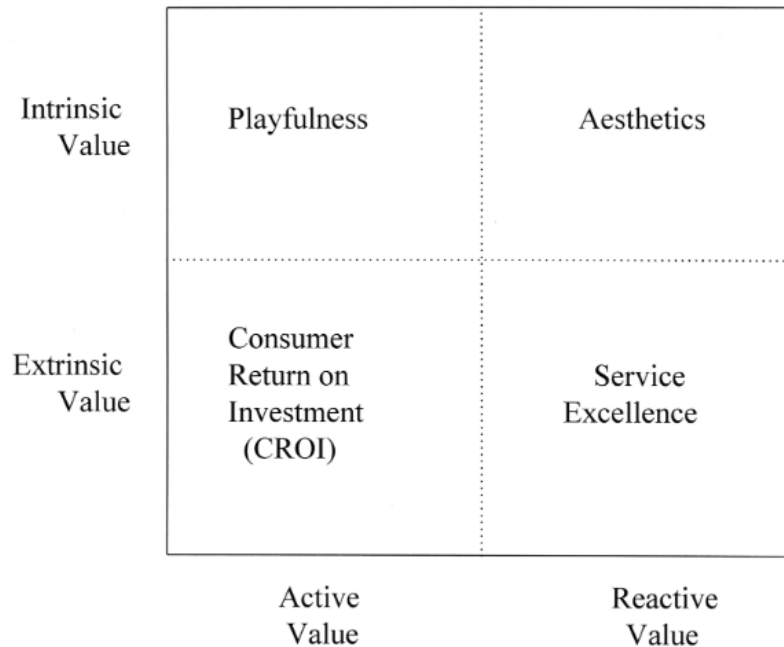 Intrinsic
Value
Playfulness
Aesthetics
Extrinsic
Value
Consumer
Return on
Investment
(CROI)
Service
Excellence
Active
Value
Reactive
Value